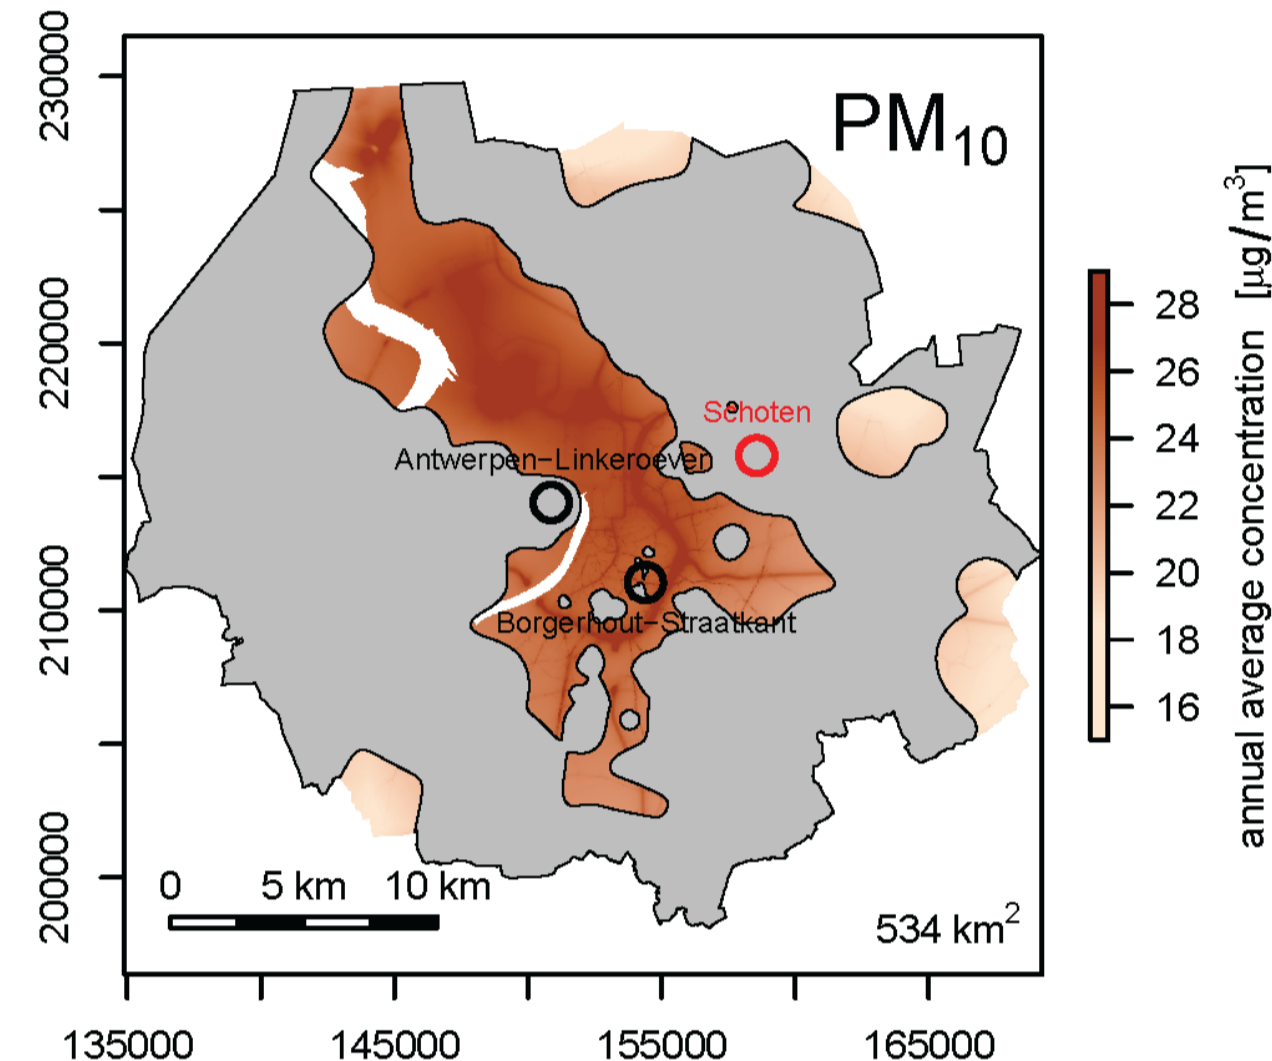 PM10
230000
220000
210000
200000
Schoten
Antwerpen−Linkeroever
Borgerhout−Straatkant
0 5 km 10 km
534 km2
135000 145000 155000 165000
28
26
24
22
20
18
16
annual average concentration [µg/m3]